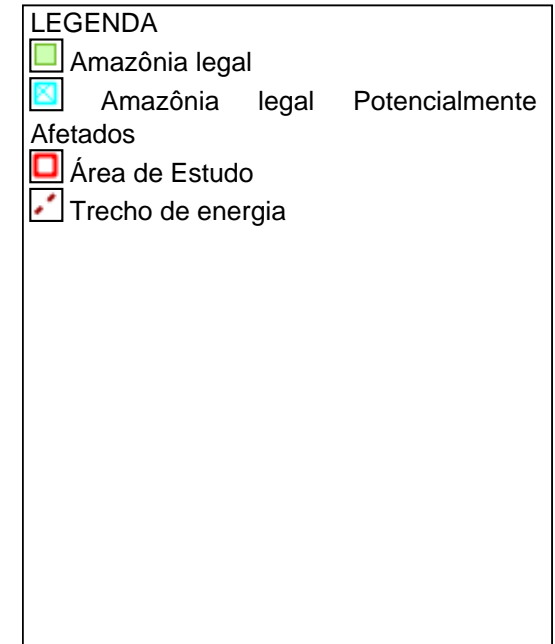 LEGENDA
Amazônia legal
Amazônia legal Potencialmente
Afetados
Área de Estudo
Trecho de energia